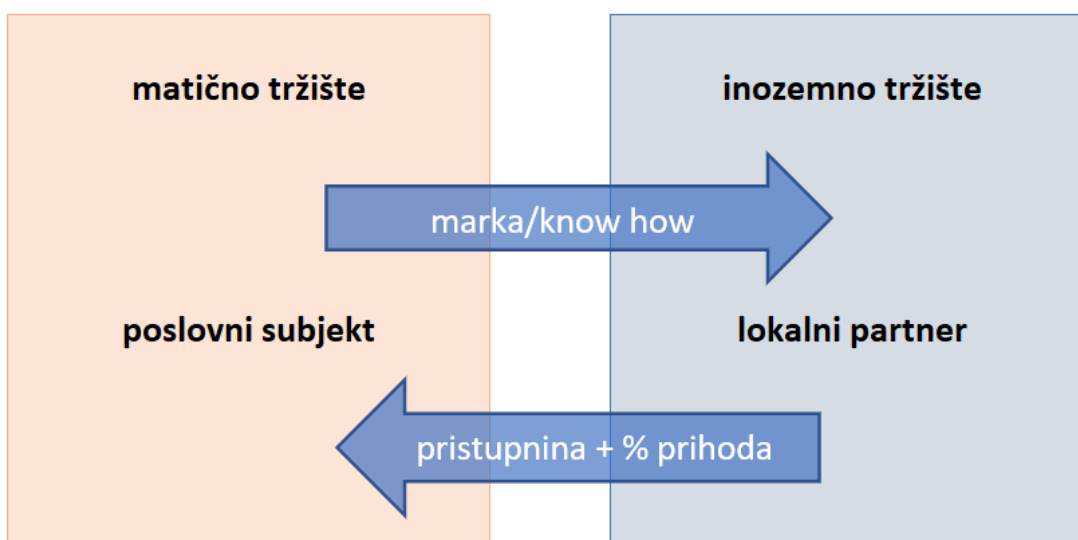 matično tržište
inozemno tržište
marka/know how
poslovni subjekt
lokalni partner
pristupnina + % prihoda